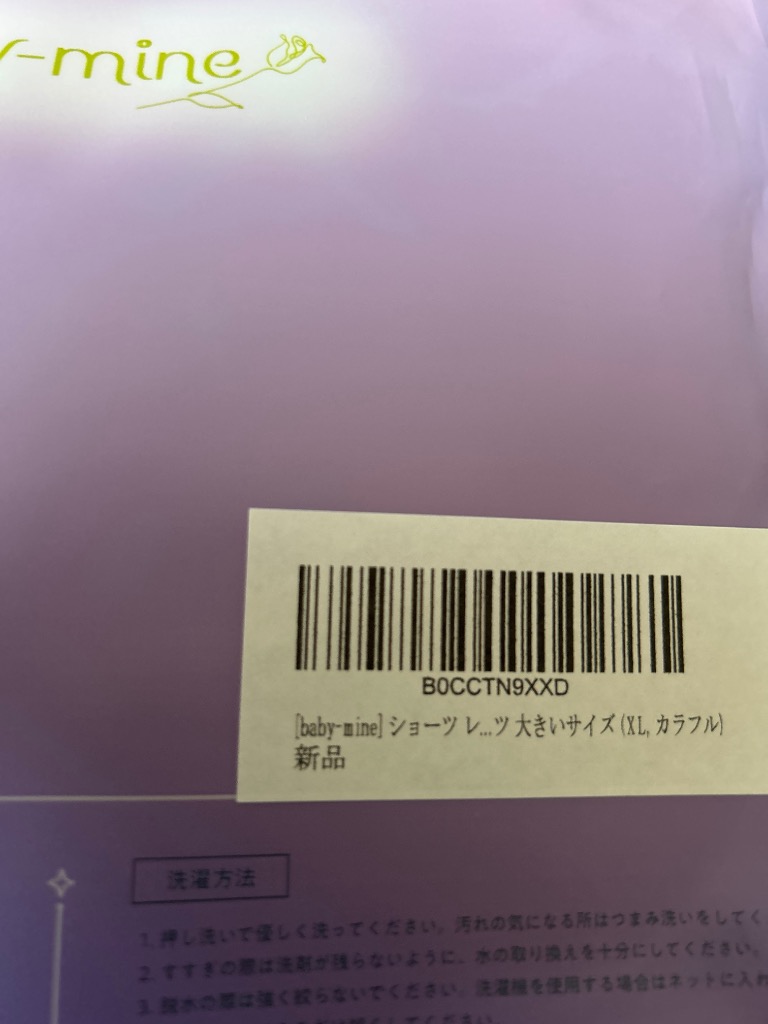 y-mine
B0CCTN9XXD
[baby-mine] ショーツ レ...ツ 大きいサイズ (XL, カラフル)
新品
洗濯方法
1. 押し洗いで優しく洗ってください。汚れの気になる所はつまみ洗いをしてく
2. すすぎの際は洗剤が残らないように、水の取り換えを十分にしてください。
3. 脱水の際は強く絞らないでください。洗濯機を使用する場合はネットに入れ
してください。